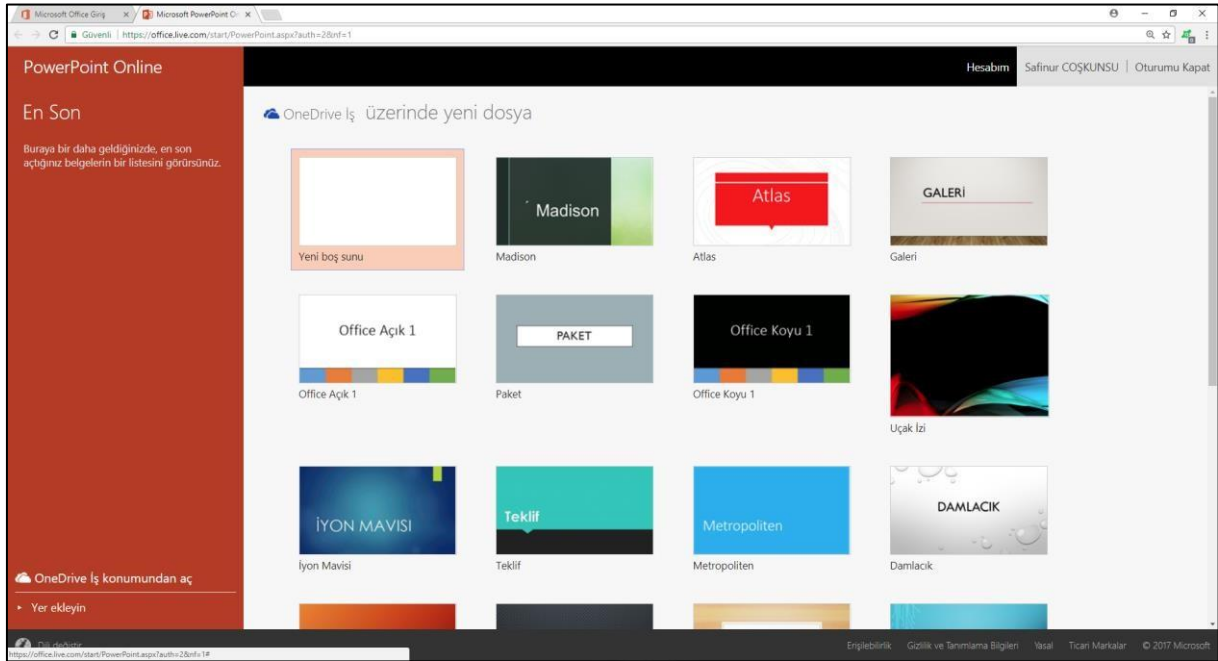 Microsoft Office Giriş
Microsoft PowerPoint On
Güvenli | https://office.live.com/start/PowerPoint.aspx?auth=2&nf=1
PowerPoint Online
Hesabım
Safinur COŞKUNSU | Oturumu Kapat
En Son
Buraya bir daha geldiğinizde, en son
açtığınız belgelerin bir listesini görürsünüz.
OneDrive İş üzerinde yeni dosya
Madison
Atlas
GALERİ
Yeni boş sunu
Madison
Atlas
Galeri
Office Açık 1
PAKET
Office Koyu 1
Office Açık 1
Paket
Office Koyu 1
Uçak İzi
İYON MAVISI
Teklif
Metropoliten
DAMLACIK
İyon Mavisi
Teklif
Metropoliten
Damlacık
OneDrive İş konumundan aç
Yer ekleyin
Dili değiştir
Erişilebilirlik
Gizlilik ve Tanımlama Bilgileri
Yasal
Ticari Markalar
© 2017 Microsoft
https://office.live.com/start/PowerPoint.aspx?auth=2&nf=1#